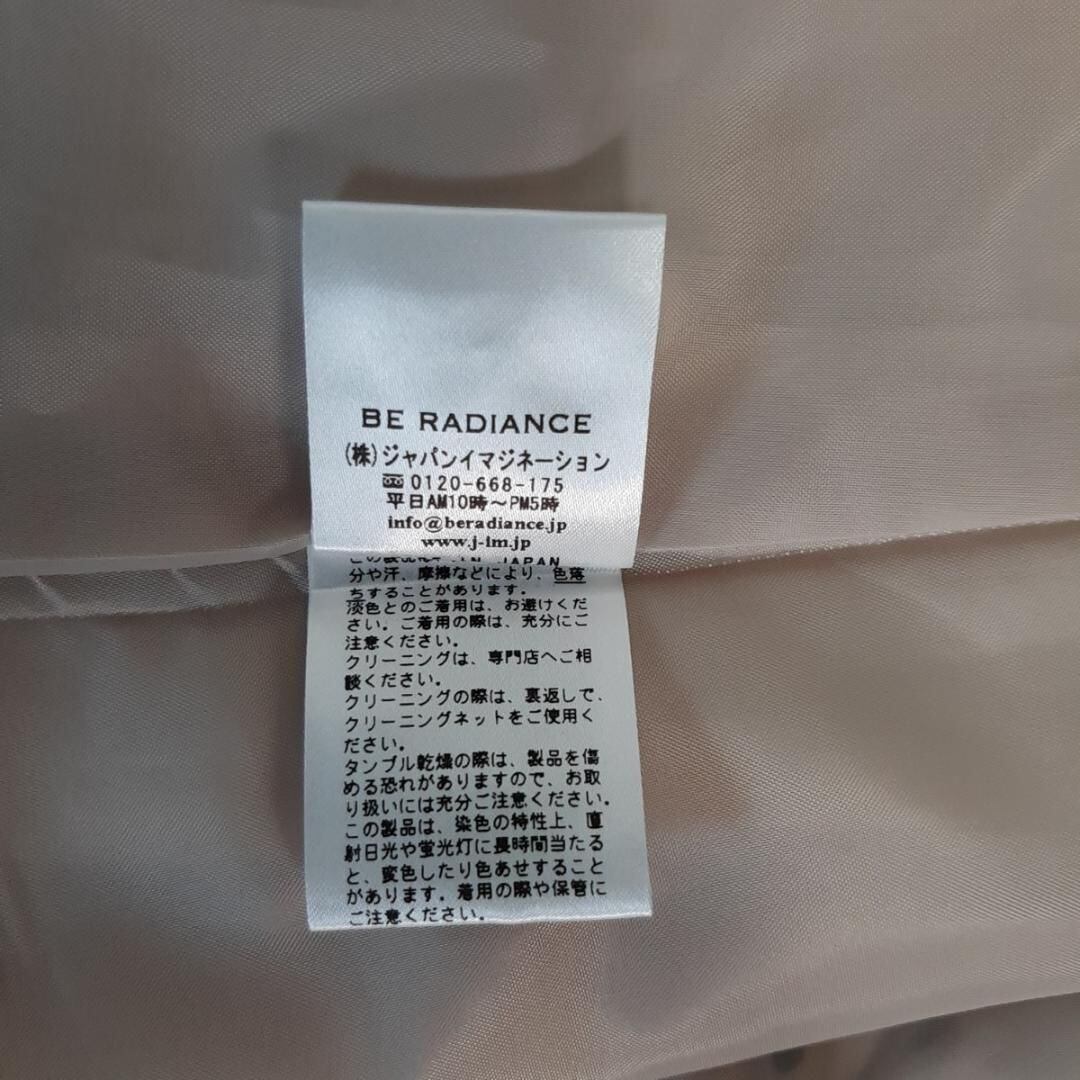 BE RADIANCE
(株)ジャパンイマジネーション
0120-668-175
平日AM10時～PM5時
info@beradiance.jp
www.j-im.jp
JAPAN
分や汗、摩擦などにより、色落
ちすることがあります。
淡色とのご着用は、お避けくだ
さい。ご着用の際は、充分にご
注意ください。
クリーニングは、専門店へご相
談ください。
クリーニングの際は、裏返しで、
クリーニングネットをご使用く
ださい。
タンブル乾燥の際は、製品を傷
める恐れがありますので、お取
り扱いには充分ご注意ください。
この製品は、染色の特性上、直
射日光や蛍光灯に長時間当たる
と、変色したり色あせすること
があります。着用の際や保管に
ご注意ください。